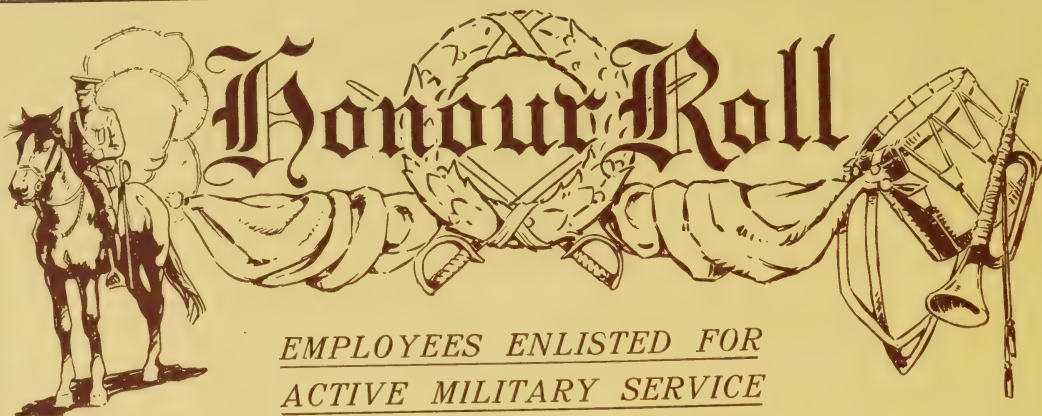 Honour Roll
EMPLOYEES ENLISTED FOR
ACTIVE MILITARY SERVICE